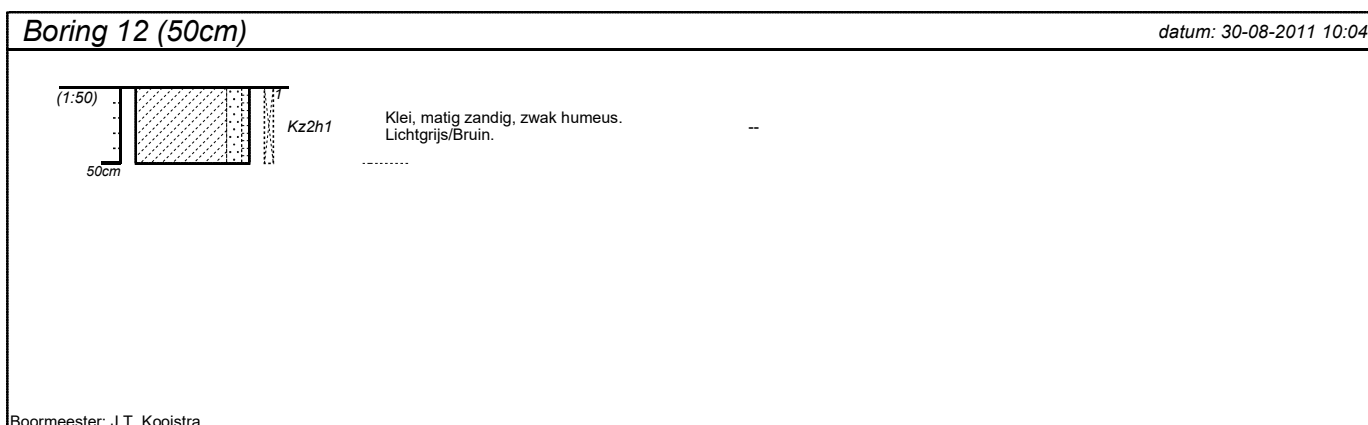 Boring 12 (50cm)
datum: 30-08-2011 10:04
(1:50)
1
Kz2h1
Klei, matig zandig, zwak humeus.
Lichtgrijs/Bruin.
--
50cm
Boormeester: J.T. Kooistra